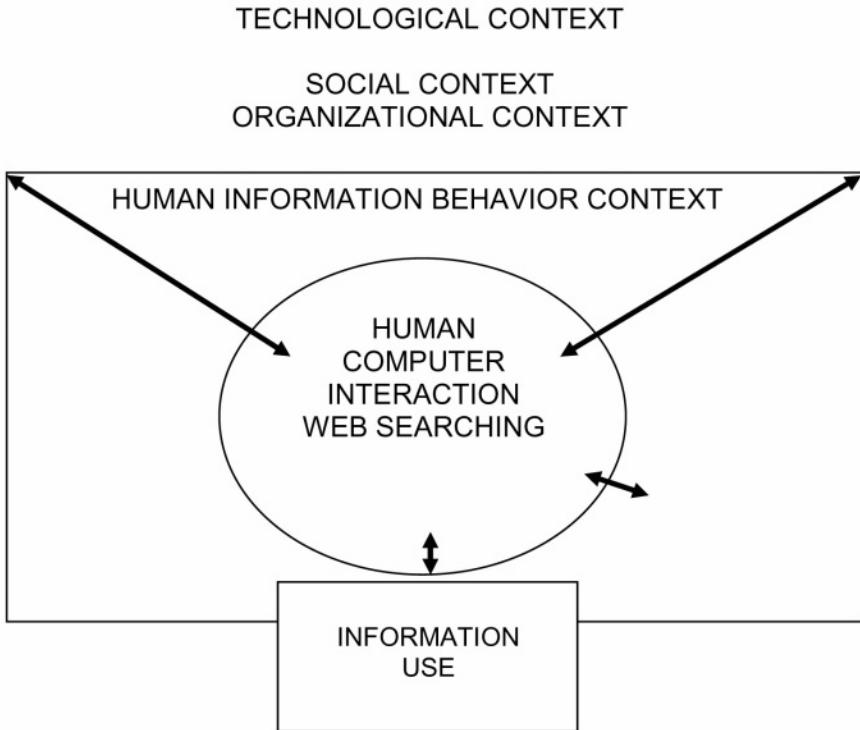 TECHNOLOGICAL CONTEXT
SOCIAL CONTEXT
ORGANIZATIONAL CONTEXT
HUMAN INFORMATION BEHAVIOR CONTEXT
HUMAN
COMPUTER
INTERACTION
WEB SEARCHING
INFORMATION
USE